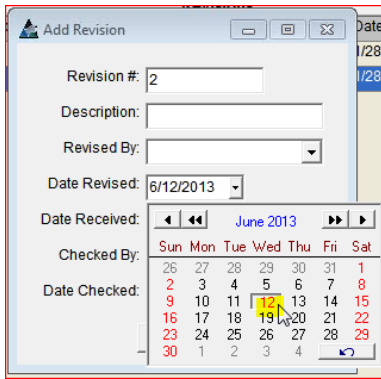 Add Revision
Date
Revision #: 2
1/28
Description:
1/28
Revised By:
Date Revised: 6/12/2013
Date Received:
June 2013
Sun Mon Tue Wed Thu Fri Sat
26 27 28 29 30 31 1
Checked By:
2 3 4 5 6 7 8
9 10 11 12 13 14 15
Date Checked:
16 17 18 19 20 21 22
23 24 25 26 27 28 29
30 1 2 3 4